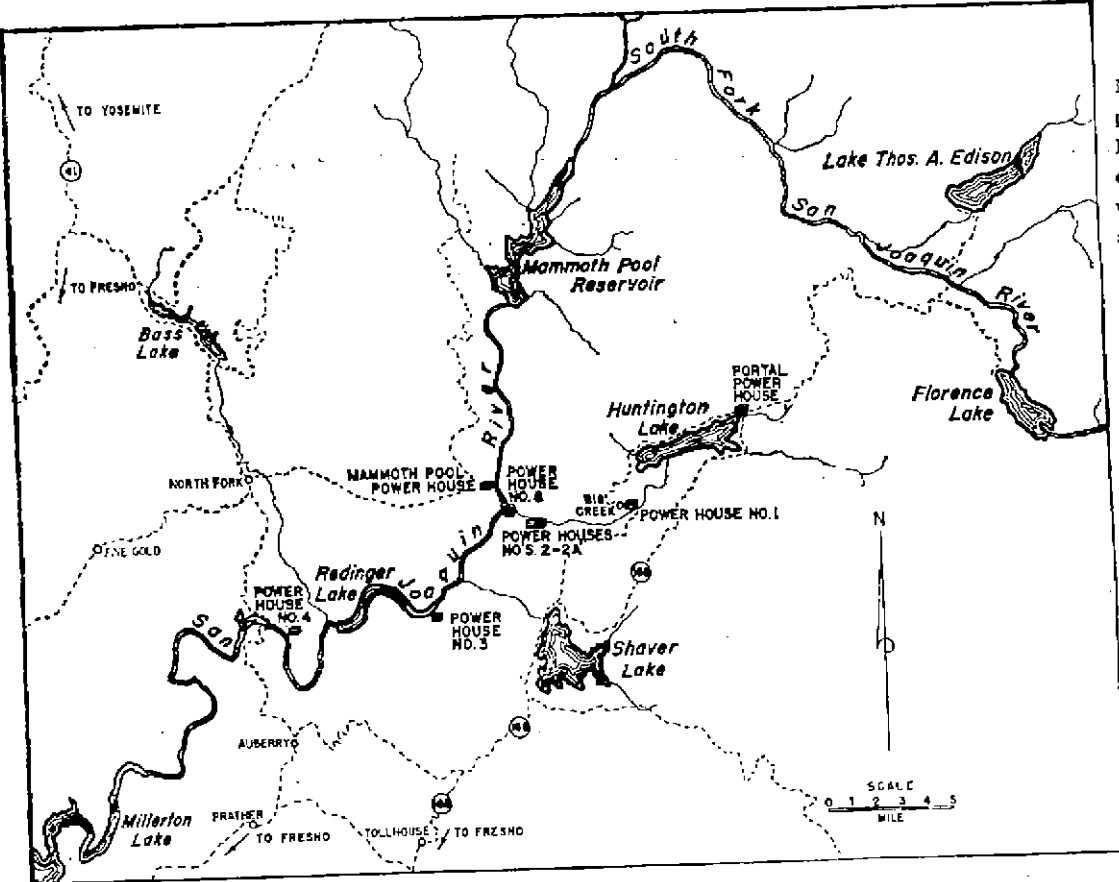 South
Fork
TO YOSEMITE
41
Lake Thos. A. Edison
San
Joaquin
River
TO FRESNO
Mammoth Pool
Reservoir
Bass
Lake
River
PORTAL
POWER
HOUSE
Florence
Lake
Huntington
Lake
MAMMOTH POOL
POWER HOUSE
POWER
HOUSE
NO. 8
NORTH FORK
BIG
CREEK
POWER HOUSE NO. 1
N
POWER HOUSES
NO'S. 2-2A
FINE GOLD
Joaquin
168
Redinger
Lake
POWER
HOUSE
NO. 4
San
POWER
HOUSE
NO. 3
Shaver
Lake
168
AUBERRY
SCALE
0 1 2 3 4 5
MILE
168
Millerton
Lake
PRATHER
TO FRESNO
TOLLHOUSE
TO FRESNO